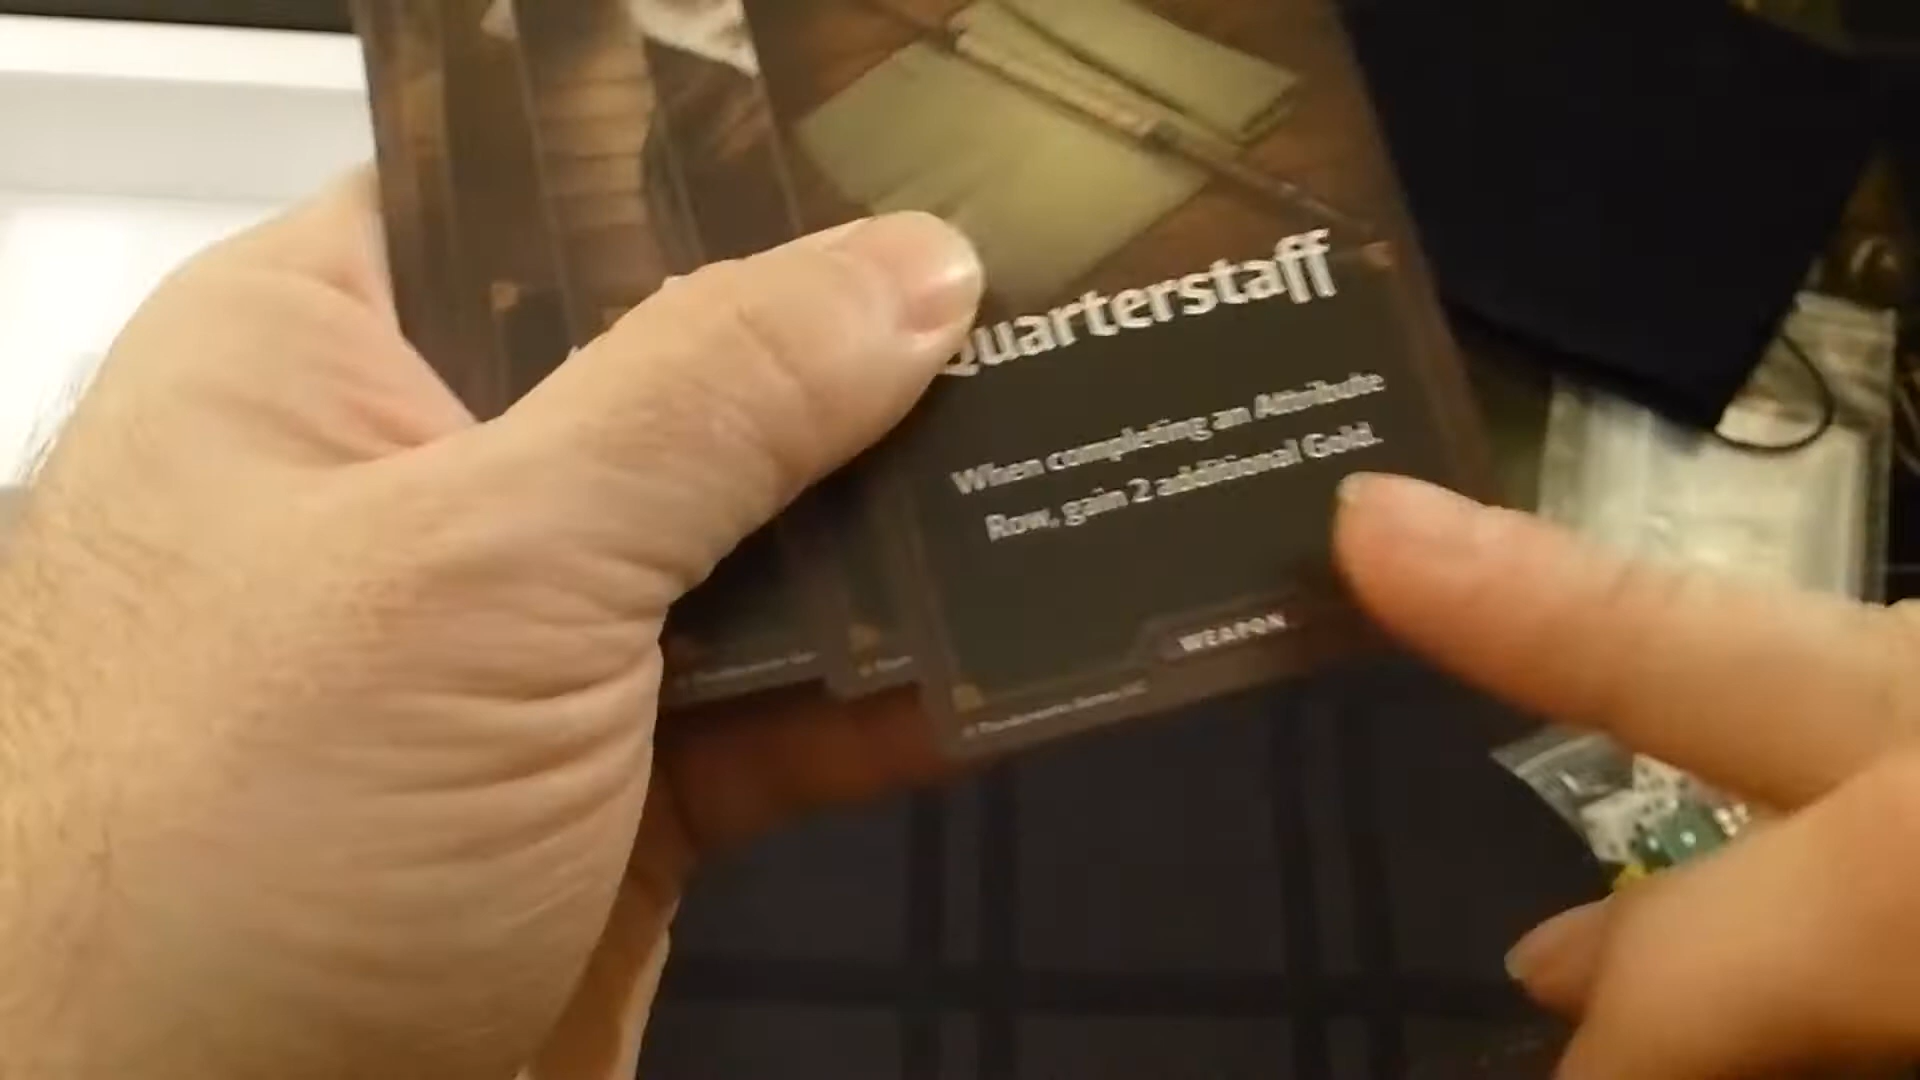 Quarterstaff
When completing an Attribute
Row, gain 2 additional Gold.
WEAPON